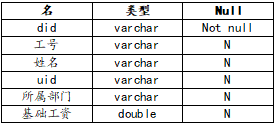 名 类型 Null
did varchar Not null
工号 varchar N
姓名 varchar N
uid varchar N
所属部门 varchar N
基础工资 double N